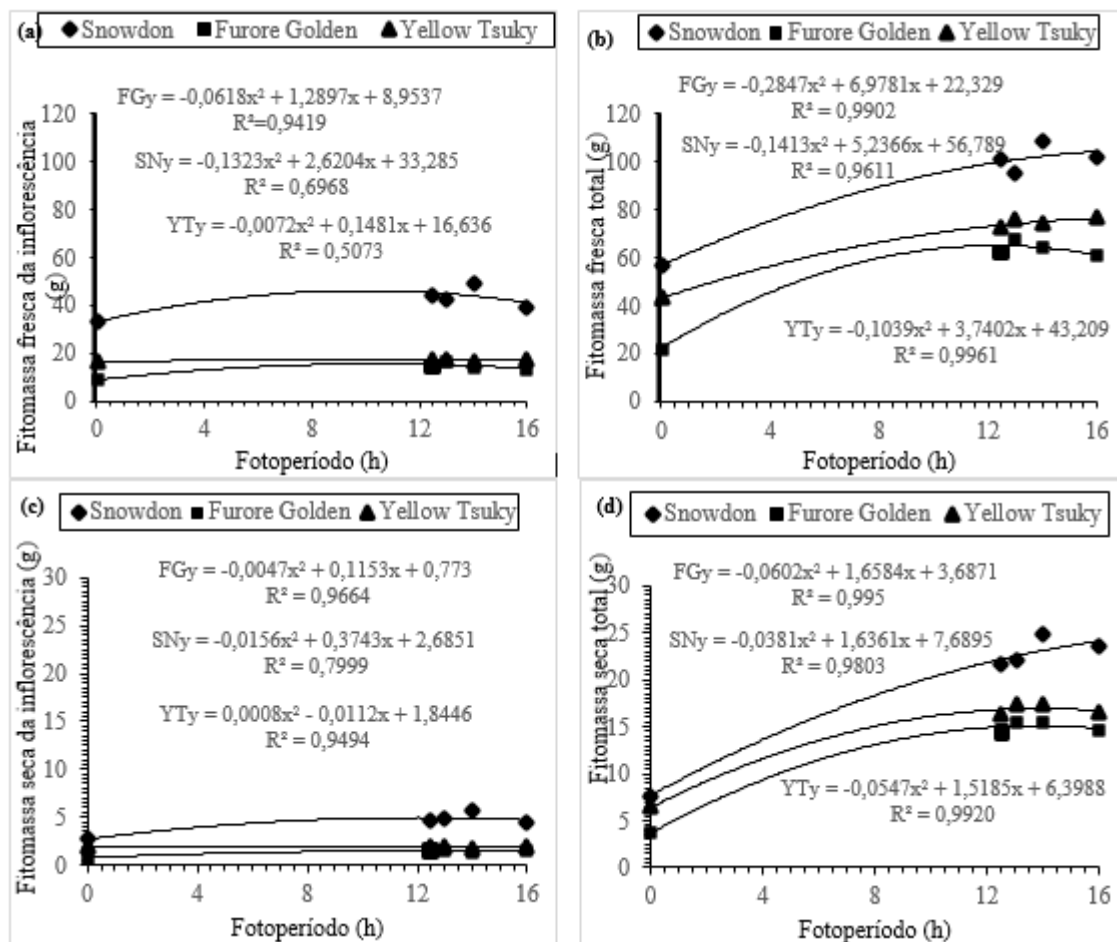 (a)
Snowdon Furore Golden Yellow Tsuky
FGy = -0,0618x² + 1,2897x + 8,9537
R²=0,9419
SNy = -0,1323x² + 2,6204x + 33,285
R² = 0,6968
YTy = -0,0072x² + 0,1481x + 16,636
R² = 0,5073
Fitomassa fresca da inflorescência
(g)
120
100
80
60
40
20
0
0 4 8 12 16
Fotoperíodo (h)
(b)
Snowdon Furore Golden Yellow Tsuky
FGy = -0,2847x² + 6,9781x + 22,329
R² = 0,9902
SNy = -0,1413x² + 5,2366x + 56,789
R² = 0,9611
YTy = -0,1039x² + 3,7402x + 43,209
R² = 0,9961
Fitomassa fresca total (g)
120
100
80
60
40
20
0
0 4 8 12 16
Fotoperíodo (h)
(c)
Snowdon Furore Golden Yellow Tsuky
FGy = -0,0047x² + 0,1153x + 0,773
R² = 0,9664
SNy = -0,0156x² + 0,3743x + 2,6851
R² = 0,7999
YTy = 0,0008x² - 0,0112x + 1,8446
R² = 0,9494
Fitomassa seca da inflorescência (g)
30
25
20
15
10
5
0
0 4 8 12 16
Fotoperíodo (h)
(d)
Snowdon Furore Golden Yellow Tsuky
FGy = -0,0602x² + 1,6584x + 3,6871
R² = 0,995
SNy = -0,0381x² + 1,6361x + 7,6895
R² = 0,9803
YTy = -0,0547x² + 1,5185x + 6,3988
R² = 0,9920
Fitomassa seca total (g)
30
25
20
15
10
5
0
0 4 8 12 16
Fotoperíodo (h)